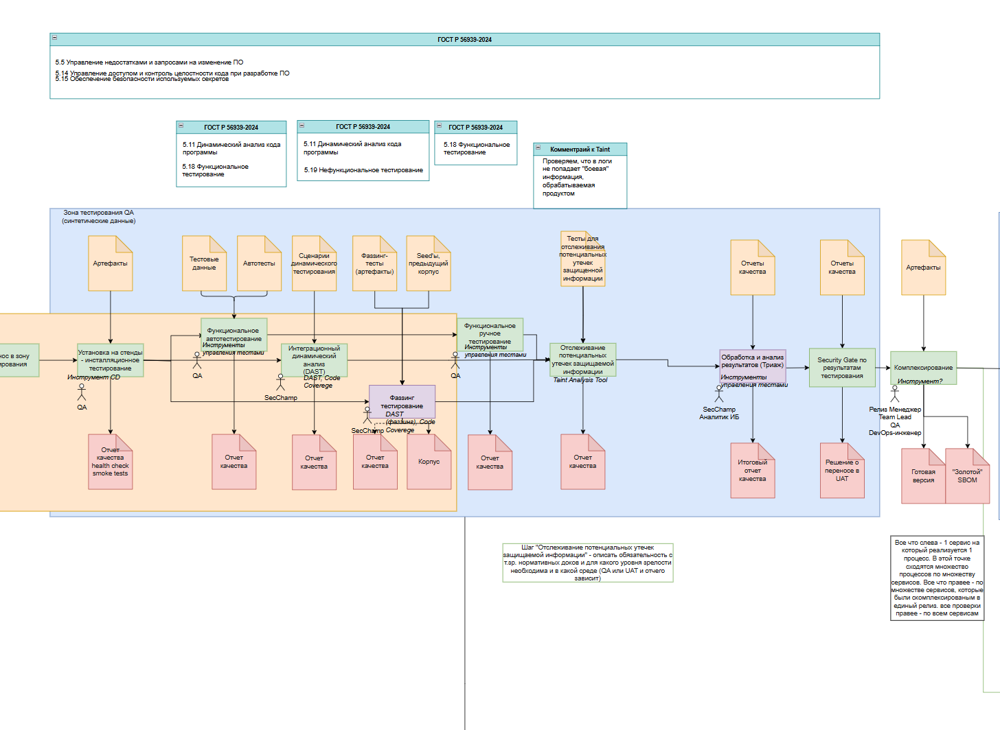 ГОСТ Р 56939-2024
5.5 Управление недостатками и запросами на изменение ПО
5.14 Управление доступом и контроль целостности кода при разработке ПО
5.15 Обеспечение безопасности используемых секретов
ГОСТ Р 56939-2024
5.11 Динамический анализ кода
программы
5.18 Функциональное
тестирование
ГОСТ Р 56939-2024
5.11 Динамический анализ кода
программы
5.19 Нефункциональное тестирование
ГОСТ Р 56939-2024
5.18 Функциональное
тестирование
Комментраий к Taint
Проверяем, что в логи
не попадает "боевая"
информация,
обрабатываемая
продуктом
Зона тестирования QA
(синтетические данные)
Артефакты
Тестовые
данные
Автотесты
Сценарии
динамического
тестирования
Фаззинг-
тесты
(артефакты)
Seed'ы,
предыдущий
корпус
Тесты для
отслеживания
потенциальных
утечек
защищенной
информации
Отчеты
качества
Отчеты
качества
Артефакты
нос в зону
ирования
Установка на стенды
- инсталляционное
тестирование
Инструмент CD
QA
Функциональное
автотестирование
Инструменты
управления тестами
QA
Интеграционный
динамический
анализ
(DAST)
DAST, Code
Coverege
SecChamp
Фаззинг
тестирование
DAST
(фаззинг), Code
Coverege
SecChamp
Функциональное
ручное
тестирование
Инструменты
управления тестами
QA
Отслеживание
потенциальных
утечек защищаемой
информации
Taint Analysis Tool
Обработка и анализ
результатов (Триаж)
Инструменты
управления тестами
SecChamp
Аналитик ИБ
Security Gate по
результатам
тестирования
Комплексирование
Инструмент?
Релиз Менеджер
Team Lead
QA
DevOps-инженер
Отчет
качества
health check
smoke tests
Отчет
качества
Отчет
качества
Отчет
качества
Корпус
Отчет
качества
Отчет
качества
Итоговый
отчет
качества
Решение о
переносе в
UAT
Готовая
версия
"Золотой"
SBOM
Шаг "Отслеживание потенциальных утечек
защищаемой информации" - описать обязательность с
т.зр. нормативных доков и для какого уровня зрелости
необходима и в какой среде (QA или UAT и отчего
зависит)
Все что слева - 1 сервис на
который реализуется 1
процесс. В этой точке
сходятся множество
процессов по множеству
сервисов. Все что правее - по
множестве сервисов, которые
были скомплексированым в
единый релиз. все проверки
правее - по всем сервисам